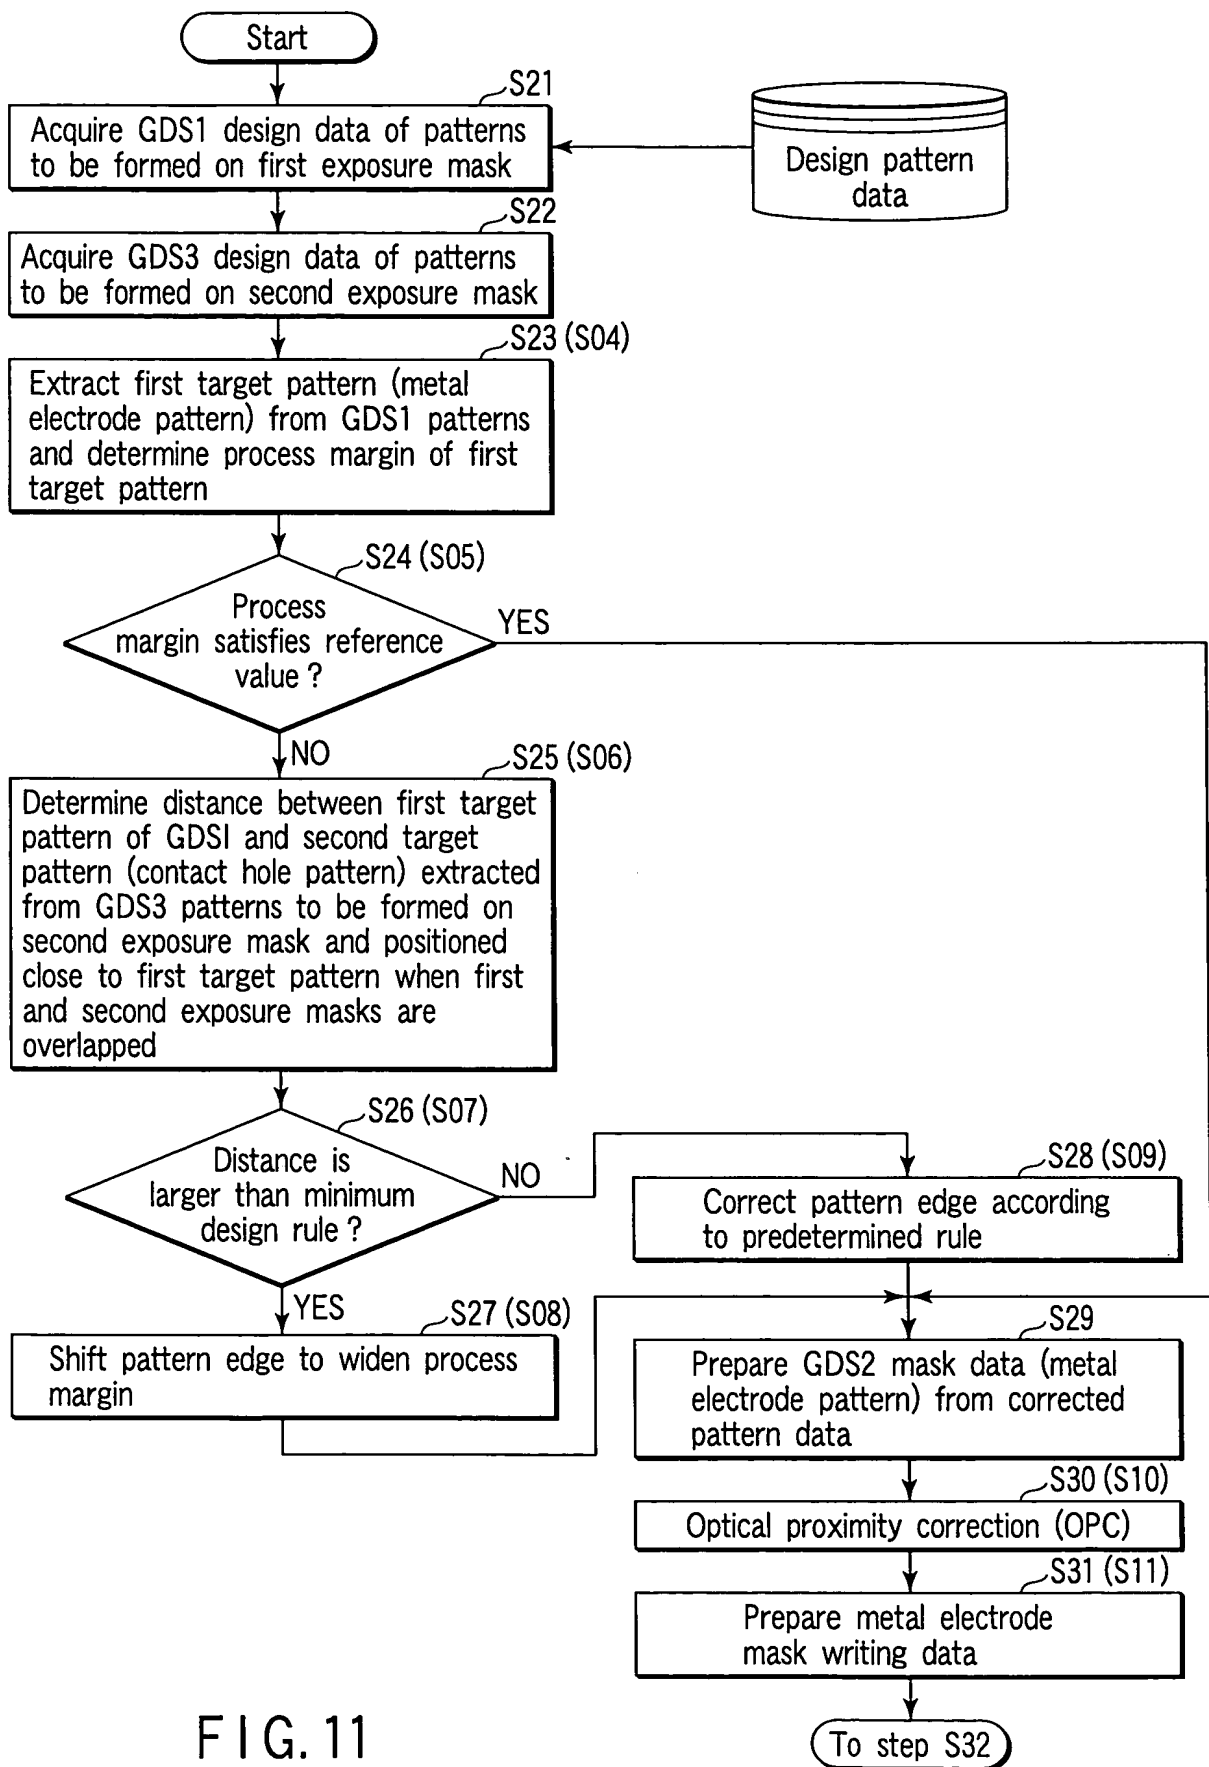 Start
S21
Acquire GDS1 design data of patterns
to be formed on first exposure mask
Design pattern
data
S22
Acquire GDS3 design data of patterns
to be formed on second exposure mask
S23 (S04)
Extract first target pattern (metal
electrode pattern) from GDS1 patterns
and determine process margin of first
target pattern
S24 (S05)
Process
margin satisfies reference
value ?
YES
NO
S25 (S06)
Determine distance between first target
pattern of GDSI and second target
pattern (contact hole pattern) extracted
from GDS3 patterns to be formed on
second exposure mask and positioned
close to first target pattern when first
and second exposure masks are
overlapped
S26 (S07)
Distance is
larger than minimum
design rule ?
NO
YES
S28 (S09)
Correct pattern edge according
to predetermined rule
S27 (S08)
Shift pattern edge to widen process
margin
S29
Prepare GDS2 mask data (metal
electrode pattern) from corrected
pattern data
S30 (S10)
Optical proximity correction (OPC)
S31 (S11)
Prepare metal electrode
mask writing data
To step S32
FIG. 11